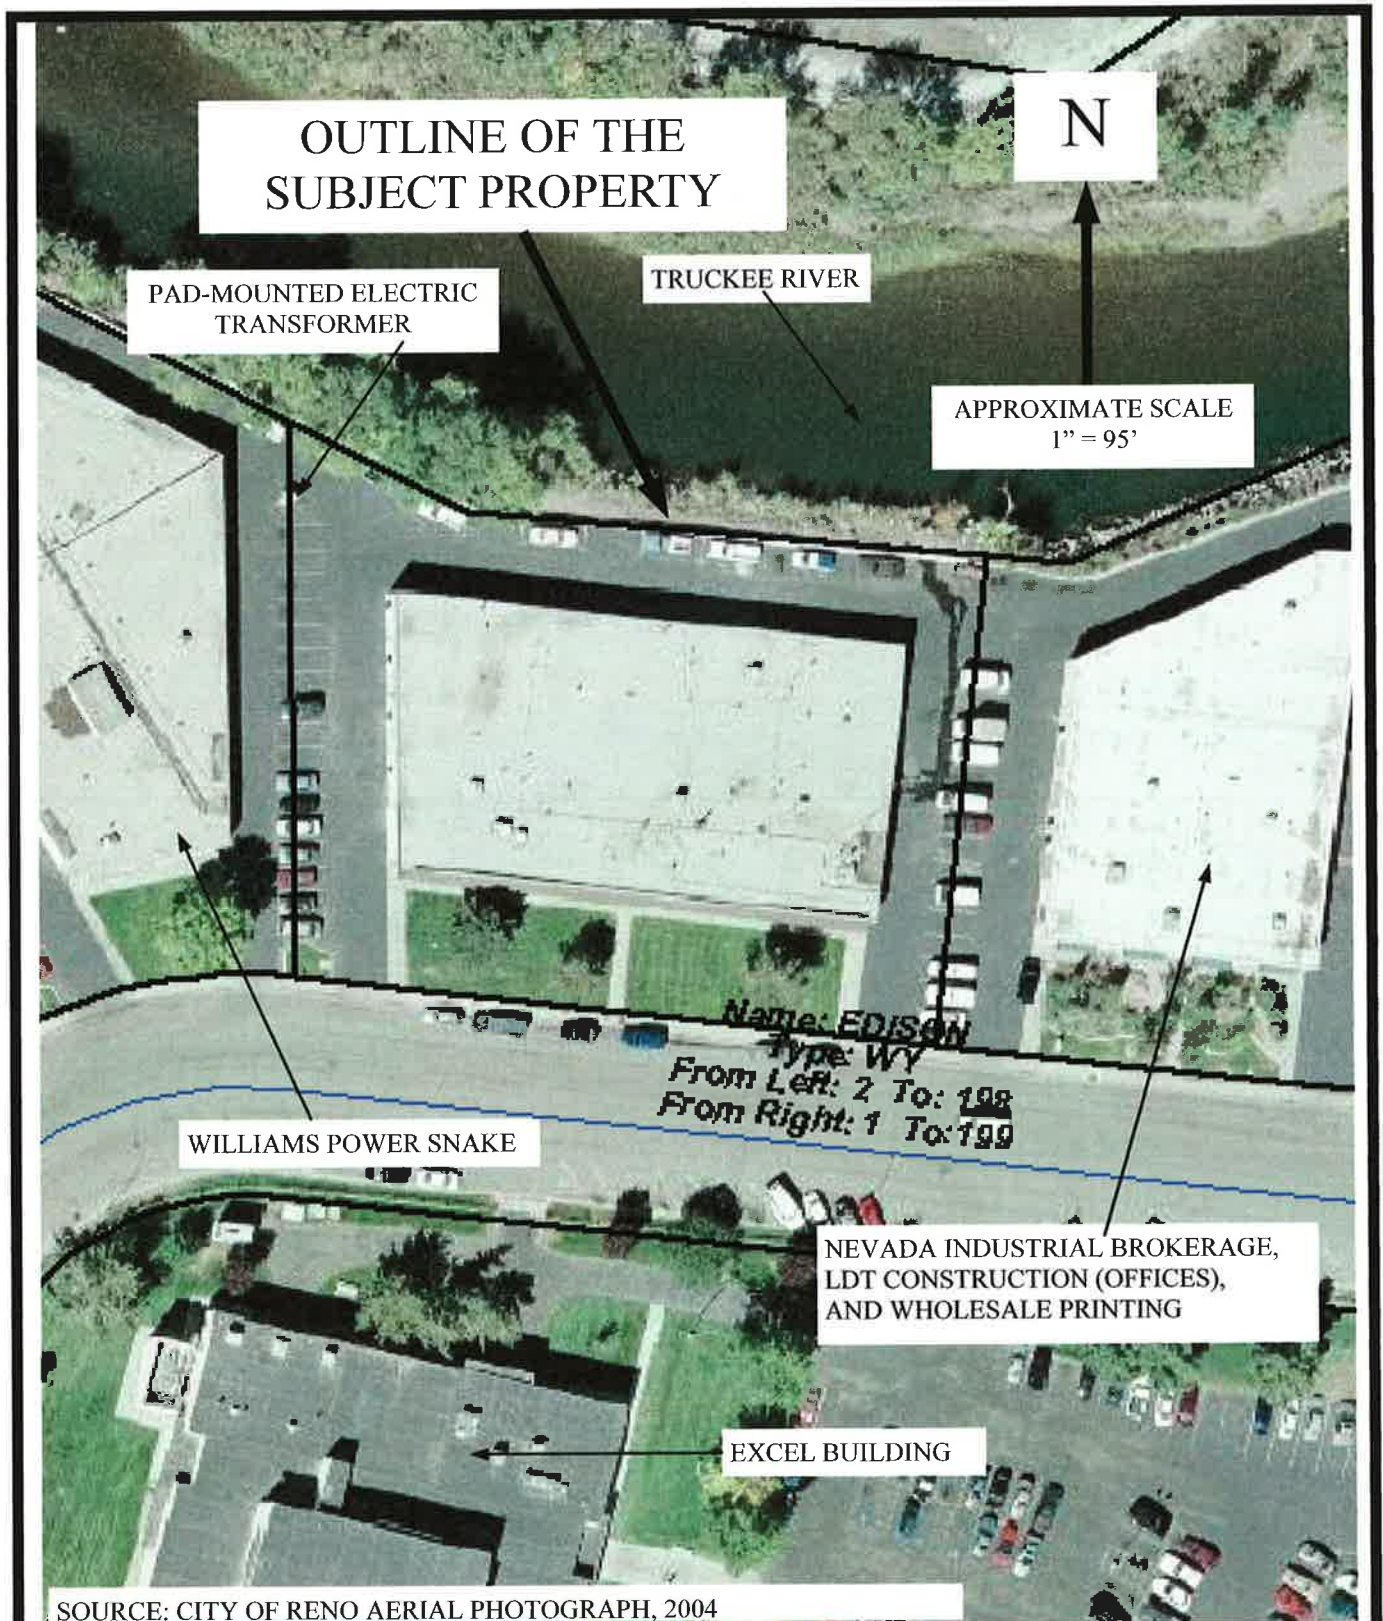 OUTLINE OF THE
SUBJECT PROPERTY
N
PAD-MOUNTED ELECTRIC
TRANSFORMER
TRUCKEE RIVER
APPROXIMATE SCALE
1” = 95’
Name: EDISON
Type: WY
From Left: 2 To: 198
From Right: 1 To: 199
WILLIAMS POWER SNAKE
NEVADA INDUSTRIAL BROKERAGE,
LDT CONSTRUCTION (OFFICES),
AND WHOLESALE PRINTING
EXCEL BUILDING
SOURCE: CITY OF RENO AERIAL PHOTOGRAPH, 2004